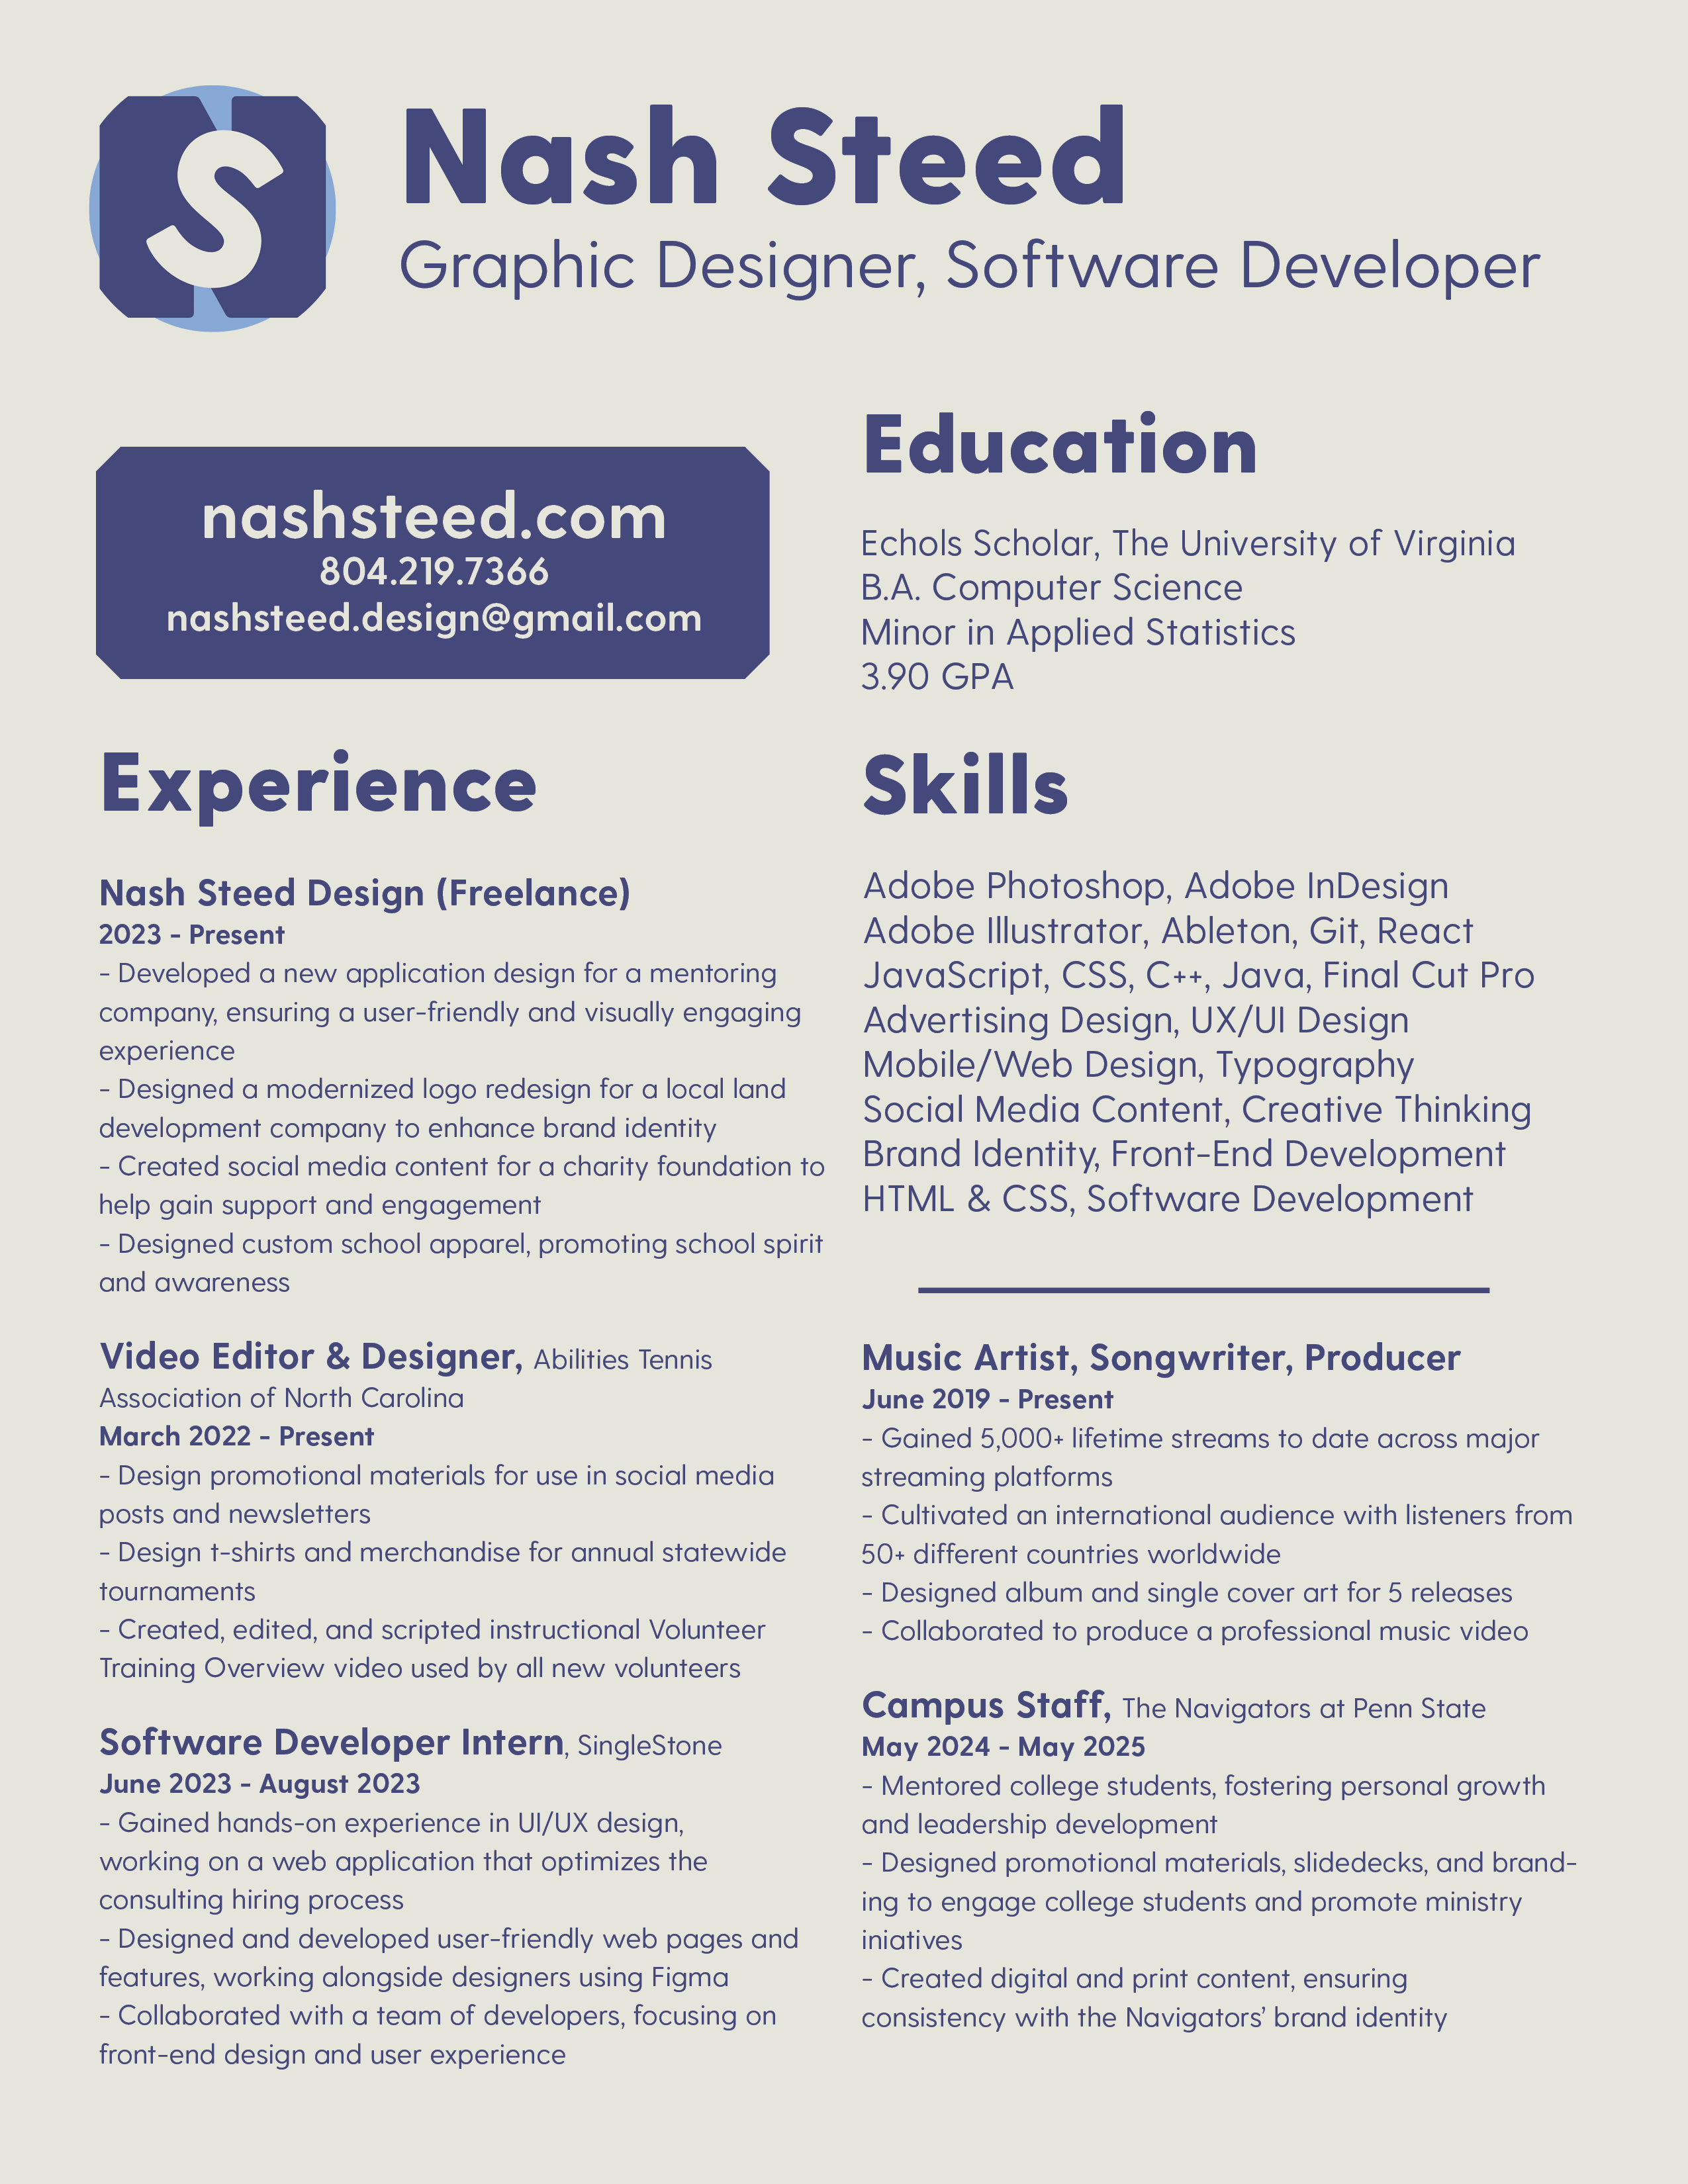 S
Nash Steed
Graphic Designer, Software Developer
nashsteed.com
804.219.7366
nashsteed.design@gmail.com
Education
Echols Scholar, The University of Virginia
B.A. Computer Science
Minor in Applied Statistics
3.90 GPA
Experience
Nash Steed Design (Freelance)
2023 - Present
- Developed a new application design for a mentoring
company, ensuring a user-friendly and visually engaging
experience
- Designed a modernized logo redesign for a local land
development company to enhance brand identity
- Created social media content for a charity foundation to
help gain support and engagement
- Designed custom school apparel, promoting school spirit
and awareness
Video Editor & Designer, Abilities Tennis
Association of North Carolina
March 2022 - Present
- Design promotional materials for use in social media
posts and newsletters
- Design t-shirts and merchandise for annual statewide
tournaments
- Created, edited, and scripted instructional Volunteer
Training Overview video used by all new volunteers
Software Developer Intern, SingleStone
June 2023 - August 2023
- Gained hands-on experience in UI/UX design,
working on a web application that optimizes the
consulting hiring process
- Designed and developed user-friendly web pages and
features, working alongside designers using Figma
- Collaborated with a team of developers, focusing on
front-end design and user experience
Skills
Adobe Photoshop, Adobe InDesign
Adobe Illustrator, Ableton, Git, React
JavaScript, CSS, C++, Java, Final Cut Pro
Advertising Design, UX/UI Design
Mobile/Web Design, Typography
Social Media Content, Creative Thinking
Brand Identity, Front-End Development
HTML & CSS, Software Development
Music Artist, Songwriter, Producer
June 2019 - Present
- Gained 5,000+ lifetime streams to date across major
streaming platforms
- Cultivated an international audience with listeners from
50+ different countries worldwide
- Designed album and single cover art for 5 releases
- Collaborated to produce a professional music video
Campus Staff, The Navigators at Penn State
May 2024 - May 2025
- Mentored college students, fostering personal growth
and leadership development
- Designed promotional materials, slidedecks, and brand-
ing to engage college students and promote ministry
iniatives
- Created digital and print content, ensuring
consistency with the Navigators’ brand identity